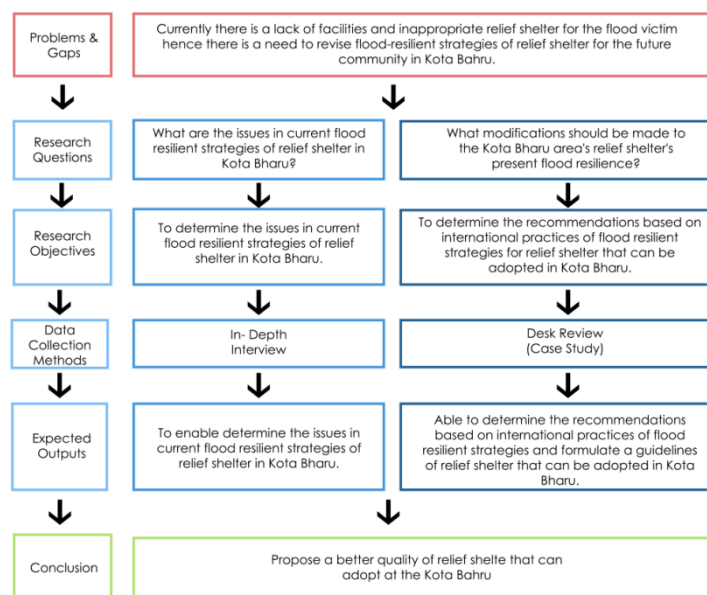 Problems &
Gaps
Currently there is a lack of facilities and inappropriate relief shelter for the flood victim
hence there is a need to revise flood-resilient strategies of relief shelter for the future
community in Kota Bahru.
Research
Questions
What are the issues in current flood
resilient strategies of relief shelter in
Kota Bharu?
What modifications should be made to
the Kota Bharu area's relief shelter's
present flood resilience?
Research
Objectives
To determine the issues in current
flood resilient strategies of relief
shelter in Kota Bharu.
To determine the recommendations based on
international practices of flood resilient
strategies for relief shelter that can be
adopted in Kota Bharu.
Data
Collection
Methods
In- Depth
Interview
Desk Review
(Case Study)
Expected
Outputs
To enable determine the issues in
current flood resilient strategies of
relief shelter in Kota Bharu.
Able to determine the recommendations
based on international practices of flood
resilient strategies and formulate a guidelines
of relief shelter that can be adopted in Kota
Bharu.
Conclusion
Propose a better quality of relief shelte that can
adopt at the Kota Bahru